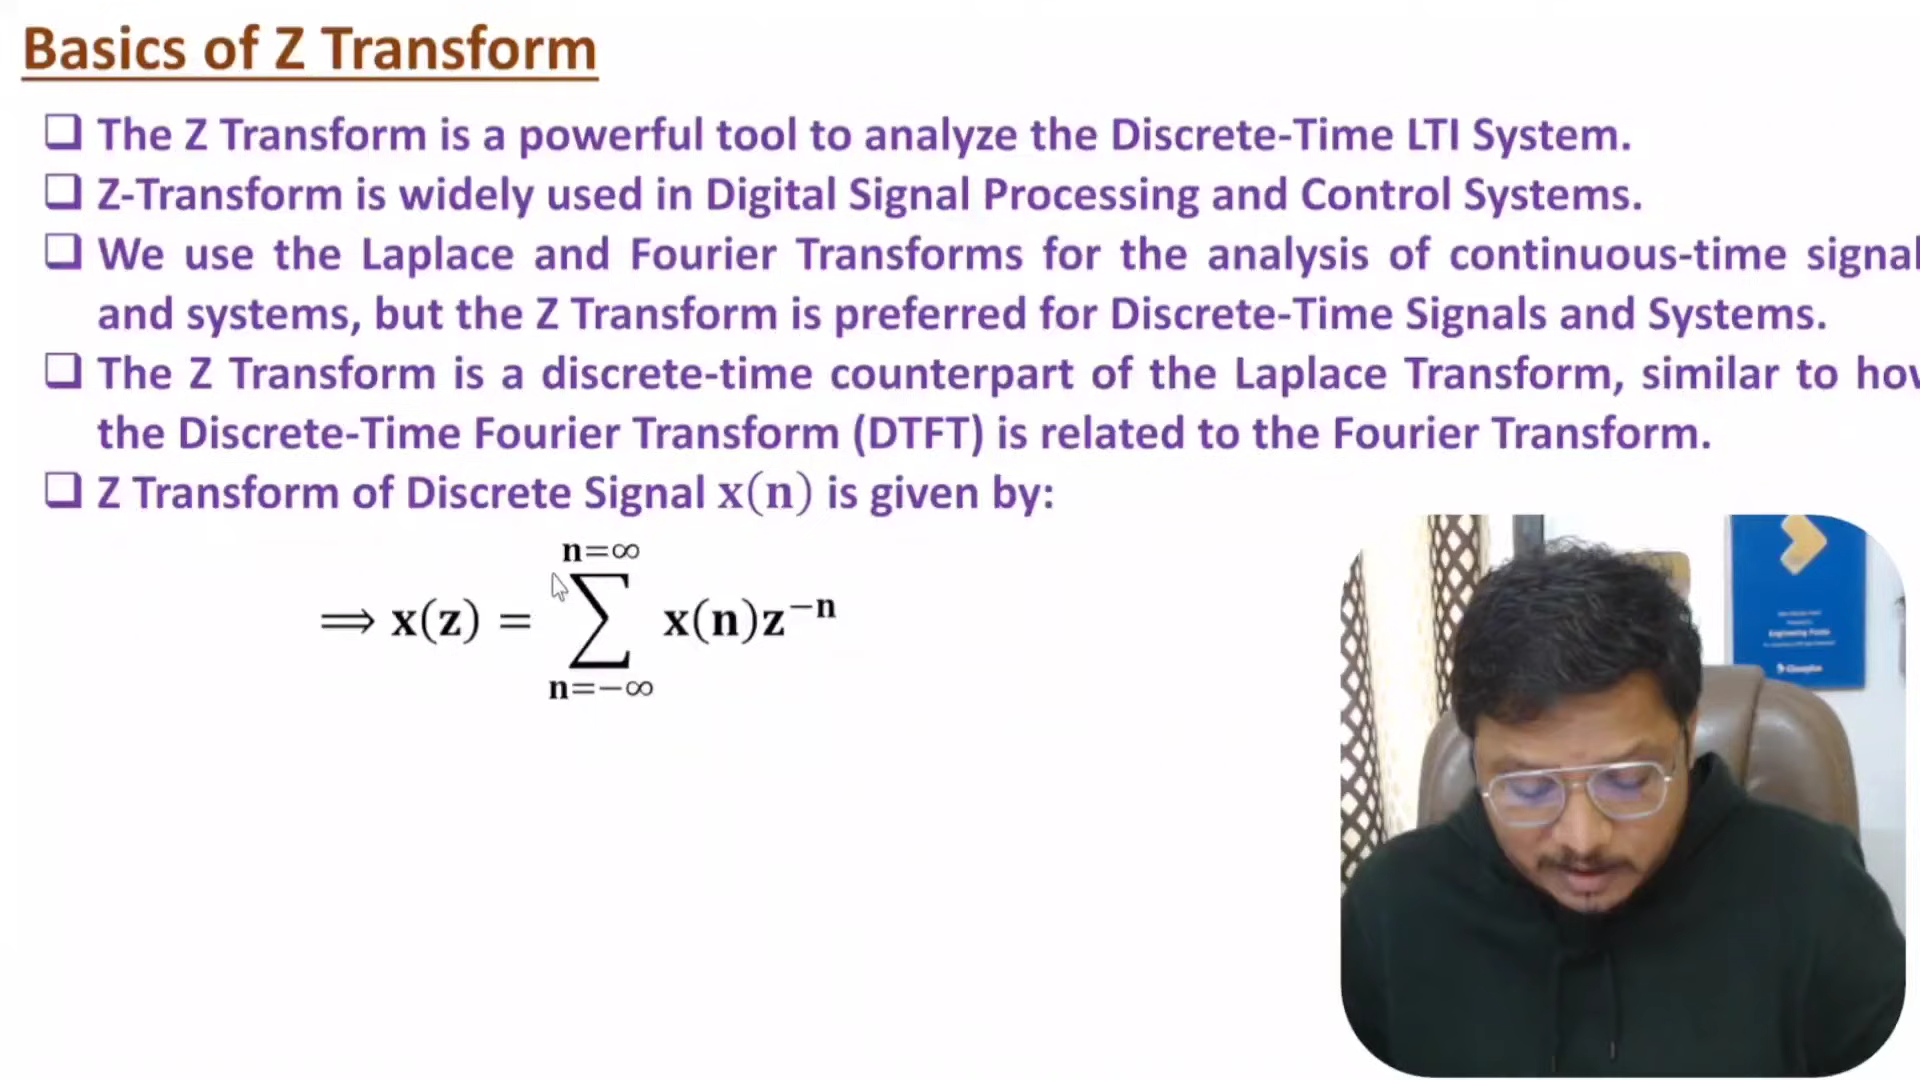 Basics of Z Transform
❑ The Z Transform is a powerful tool to analyze the Discrete-Time LTI System.
❑ Z-Transform is widely used in Digital Signal Processing and Control Systems.
❑ We use the Laplace and Fourier Transforms for the analysis of continuous-time signal
and systems, but the Z Transform is preferred for Discrete-Time Signals and Systems.
❑ The Z Transform is a discrete-time counterpart of the Laplace Transform, similar to how
the Discrete-Time Fourier Transform (DTFT) is related to the Fourier Transform.
❑ Z Transform of Discrete Signal x(n) is given by:
n=∞
⟹ x(z) = ∑ x(n)z⁻ⁿ
n=−∞
Engineering Funda